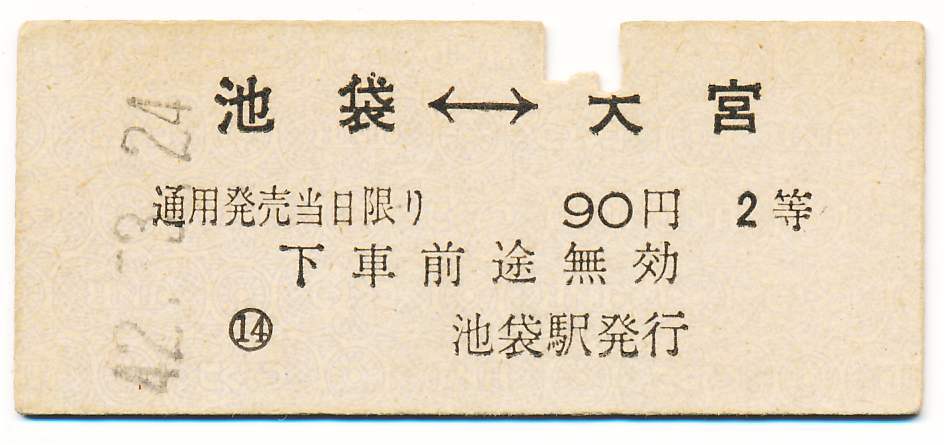 池袋↔大宮
通用発売当日限り 90円 2等
下車前途無効
⑭ 池袋駅発行
42.-3.24